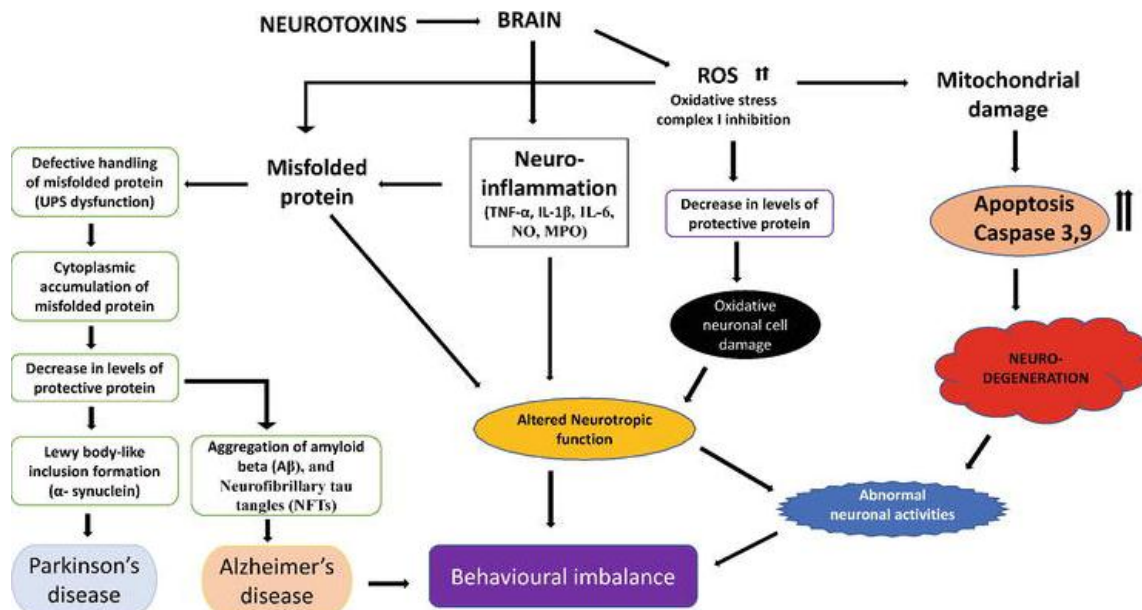 NEUROTOXINS
BRAIN
ROS
Oxidative stress
complex I inhibition
Mitochondrial
damage
Defective handling
of misfolded protein
(UPS dysfunction)
Misfolded
protein
Neuro-
inflammation
(TNF-α, IL-1β, IL-6,
NO, MPO)
Decrease in levels of
protective protein
Apoptosis
Caspase 3,9
Cytoplasmic
accumulation of
misfolded protein
Oxidative
neuronal cell
damage
NEURO-
DEGENERATION
Decrease in levels of
protective protein
Altered Neurotropic
function
Lewy body-like
inclusion formation
(α- synuclein)
Aggregation of amyloid
beta (Aβ), and
Neurofibrillary tau
tangles (NFTs)
Abnormal
neuronal activities
Parkinson's
disease
Alzheimer's
disease
Behavioural imbalance